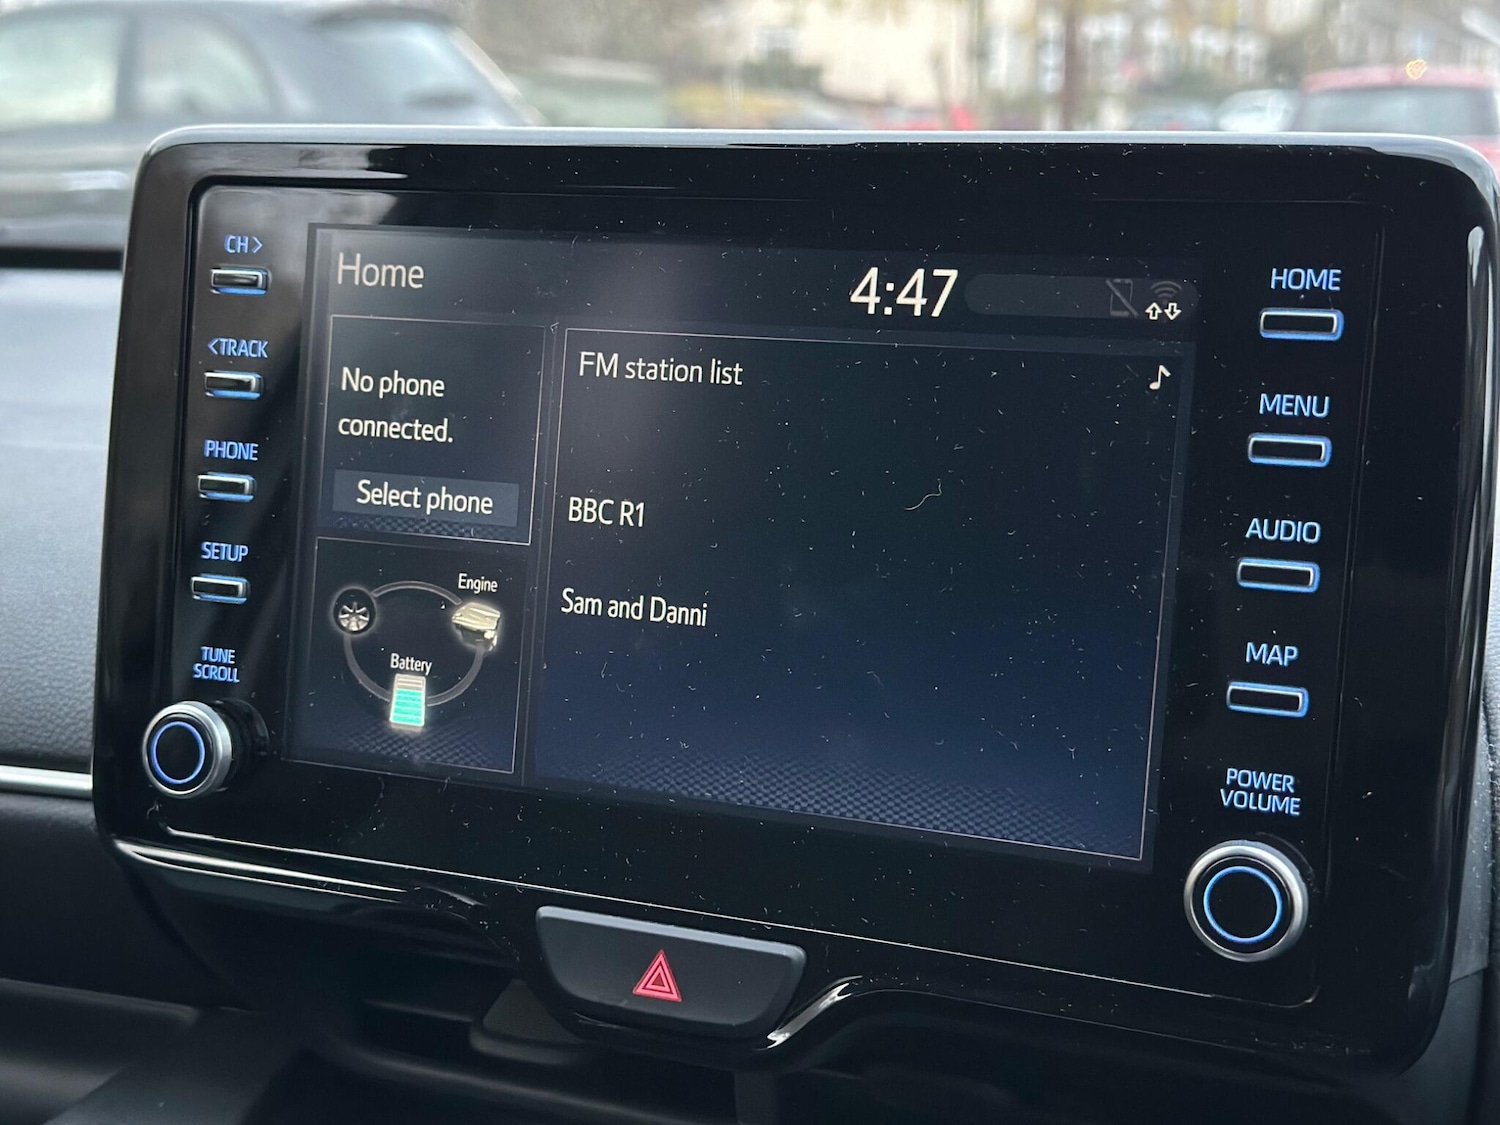 CH>
<TRACK
PHONE
SETUP
TUNE
SCROLL
Home
4:47
No phone
connected.
Select phone
Engine
Battery
FM station list
BBC R1
Sam and Danni
HOME
MENU
AUDIO
MAP
POWER
VOLUME